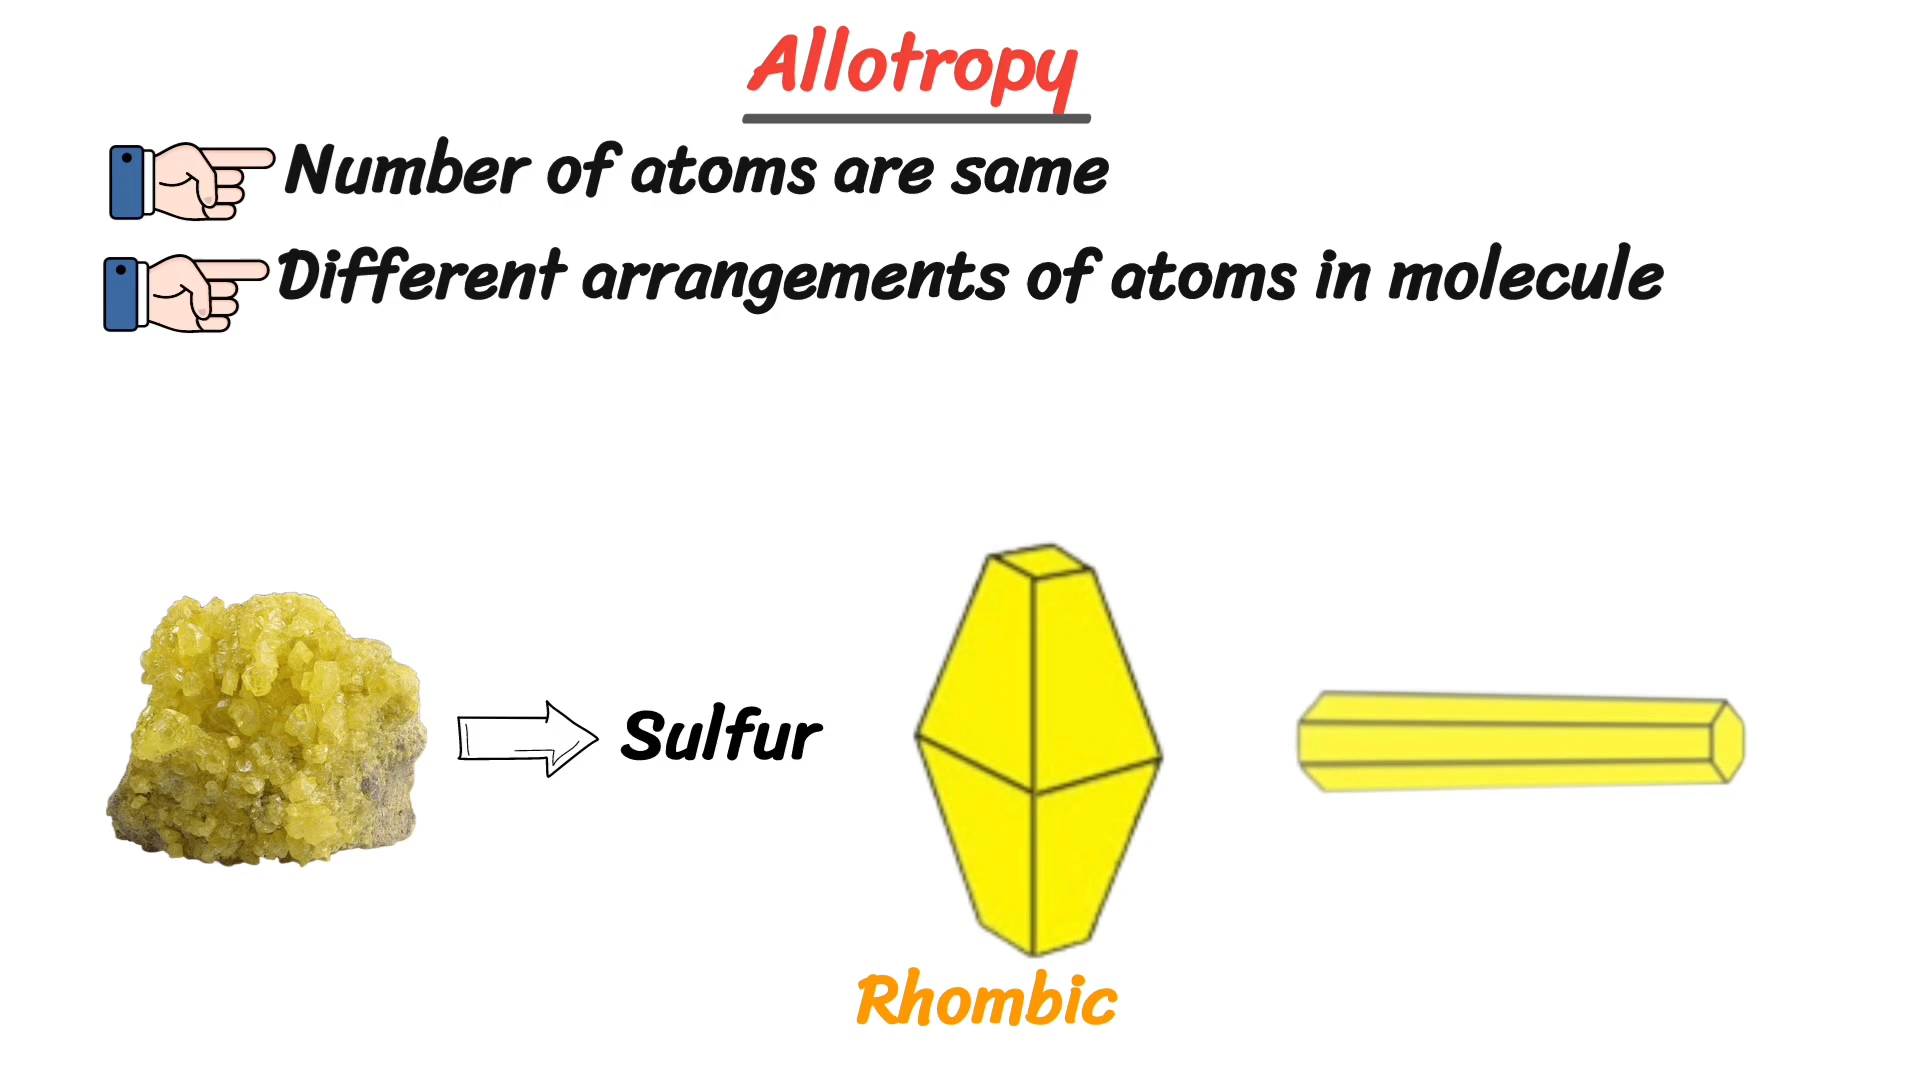 Allotropy
Number of atoms are same
Different arrangements of atoms in molecule
Sulfur
Rhombic